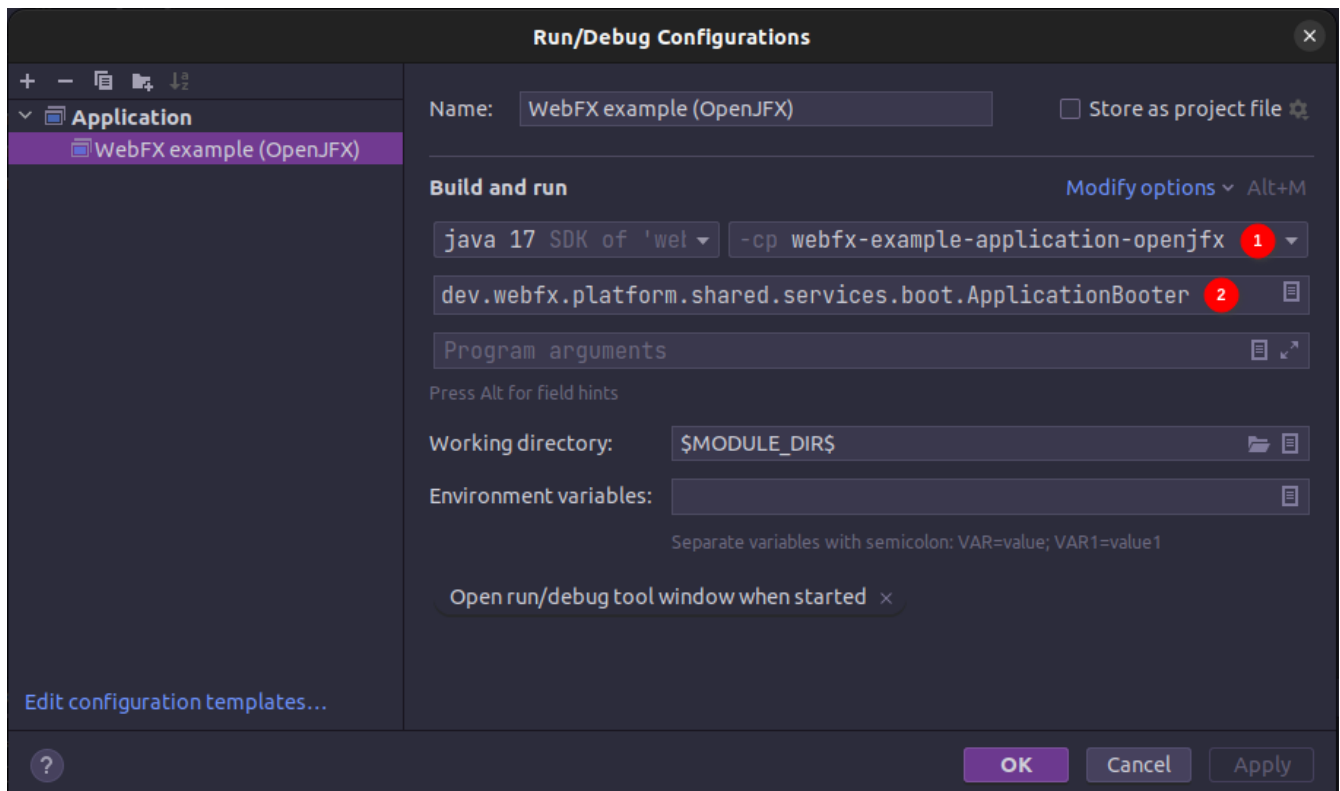 Run/Debug Configurations
Application
WebFX example (OpenJFX)
Edit configuration templates...
Name: WebFX example (OpenJFX) Store as project file
Build and run Modify options Alt+M
java 17 SDK of 'wel -cp webfx-example-application-openjfx 1
dev.webfx.platform.shared.services.boot.ApplicationBooter 2
Program arguments
Press Alt for field hints
Working directory: $MODULE_DIR$
Environment variables:
Separate variables with semicolon: VAR=value; VAR1=value1
Open run/debug tool window when started ×
? OK Cancel Apply